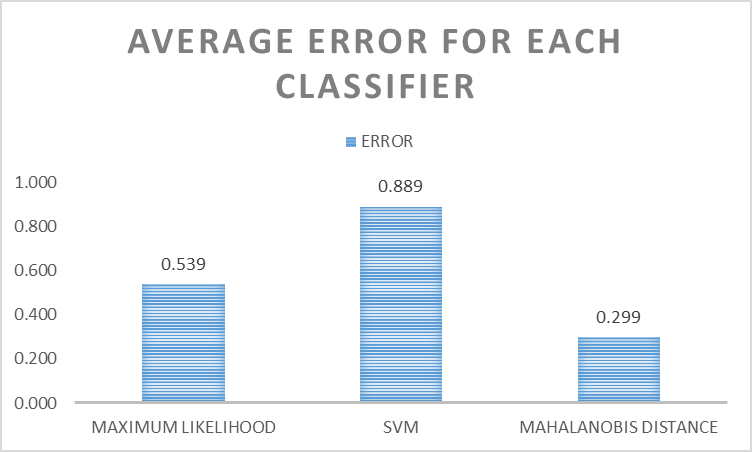 AVERAGE ERROR FOR EACH
CLASSIFIER
ERROR
1.000
0.800
0.600
0.400
0.200
0.000
0.539
0.889
0.299
MAXIMUM LIKELIHOOD
SVM
MAHALANOBIS DISTANCE